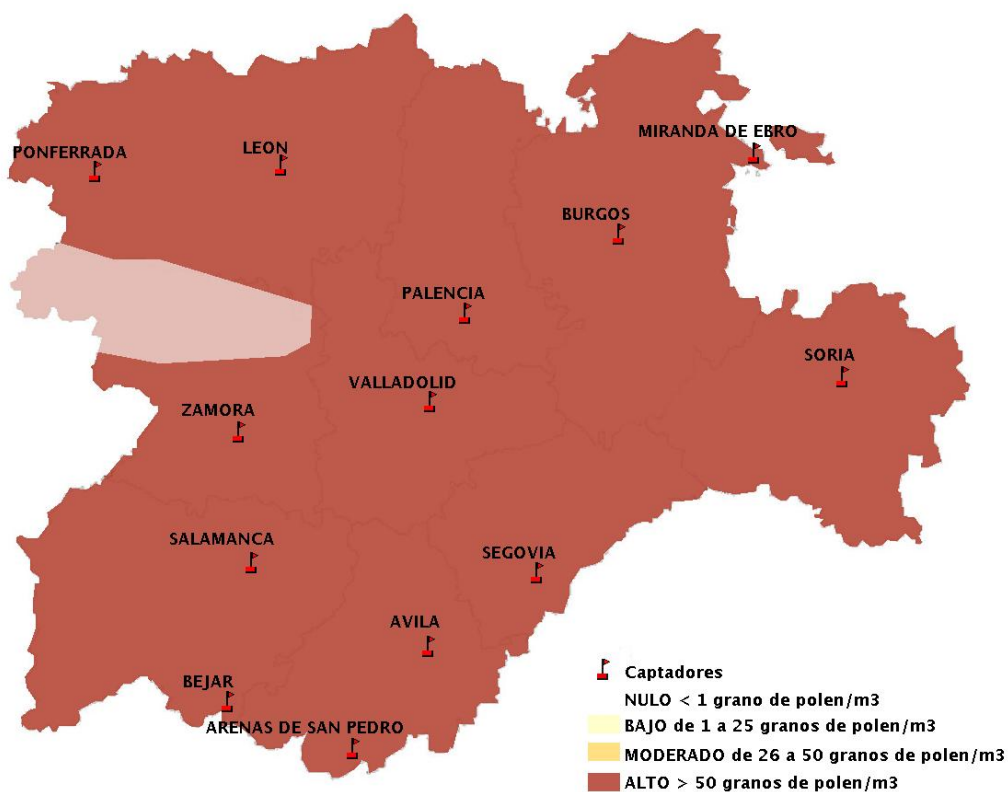 MIRANDA DE EBRO
PONFERRADA
LEON
BURGOS
PALENCIA
SORIA
VALLADOLID
ZAMORA
SALAMANCA
SEGOVIA
AVILA
BEJAR
ARENAS DE SAN PEDRO
Captadores
NULO < 1 grano de polen/m3
BAJO de 1 a 25 granos de polen/m3
MODERADO de 26 a 50 granos de polen/m3
ALTO > 50 granos de polen/m3